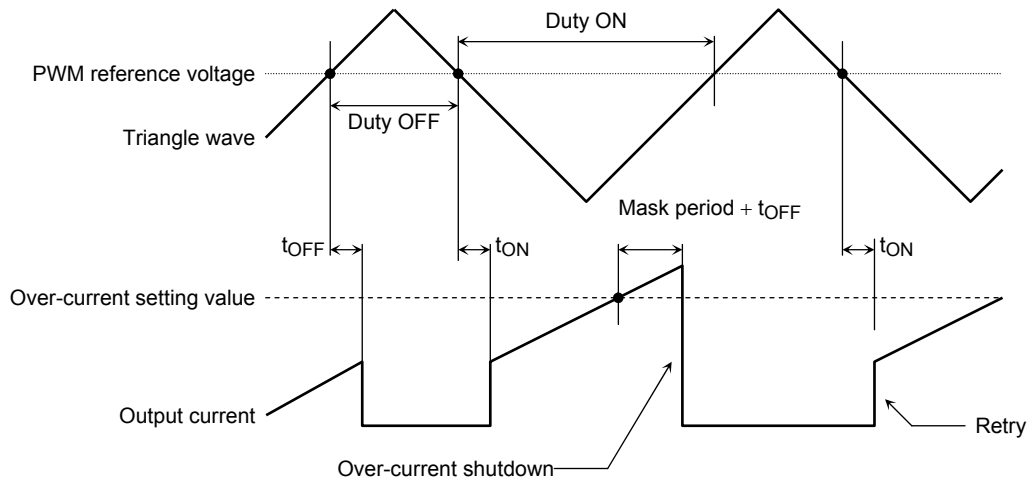 Duty ON
PWM reference voltage
Duty OFF
Triangle wave
Mask period + tOFF
tOFF
tON
tON
Over-current setting value
Output current
Retry
Over-current shutdown